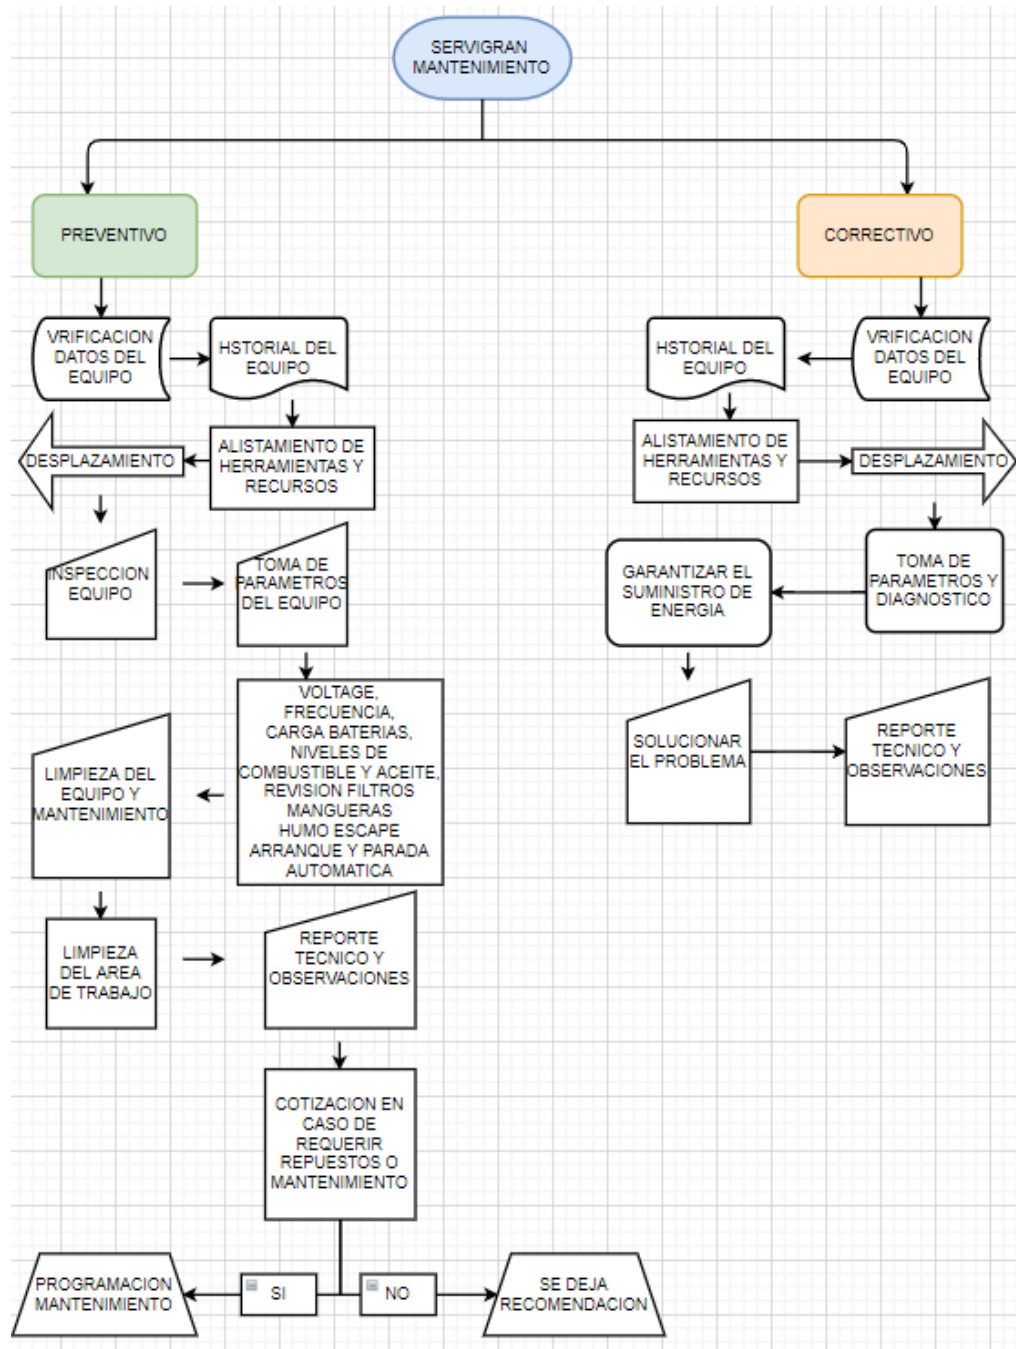 SERVIGRAN
MANTENIMIENTO
PREVENTIVO
CORRECTIVO
VRIFICACION
DATOS DEL
EQUIPO
HSTORIAL DEL
EQUIPO
HSTORIAL DEL
EQUIPO
VRIFICACION
DATOS DEL
EQUIPO
DESPLAZAMIENTO
ALISTAMIENTO DE
HERRAMIENTAS Y
RECURSOS
ALISTAMIENTO DE
HERRAMIENTAS Y
RECURSOS
DESPLAZAMIENTO
INSPECCION
EQUIPO
TOMA DE
PARAMETROS
DEL EQUIPO
GARANTIZAR EL
SUMINISTRO DE
ENERGIA
TOMA DE
PARAMETROS Y
DIAGNOSTICO
LIMPIEZA DEL
EQUIPO Y
MANTENIMIENTO
VOLTAGE,
FRECUENCIA,
CARGA BATERIAS,
NIVELES DE
COMBUSTIBLE Y ACEITE,
REVISION FILTROS
MANGUERAS
HUMO ESCAPE
ARRANQUE Y PARADA
AUTOMATICA
SOLUCIONAR
EL PROBLEMA
REPORTE
TECNICO Y
OBSERVACIONES
LIMPIEZA
DEL AREA
DE TRABAJO
REPORTE
TECNICO Y
OBSERVACIONES
COTIZACION EN
CASO DE
REQUERIR
REPUESTOS O
MANTENIMIENTO
PROGRAMACION
MANTENIMIENTO
SI
NO
SE DEJA
RECOMENDACION